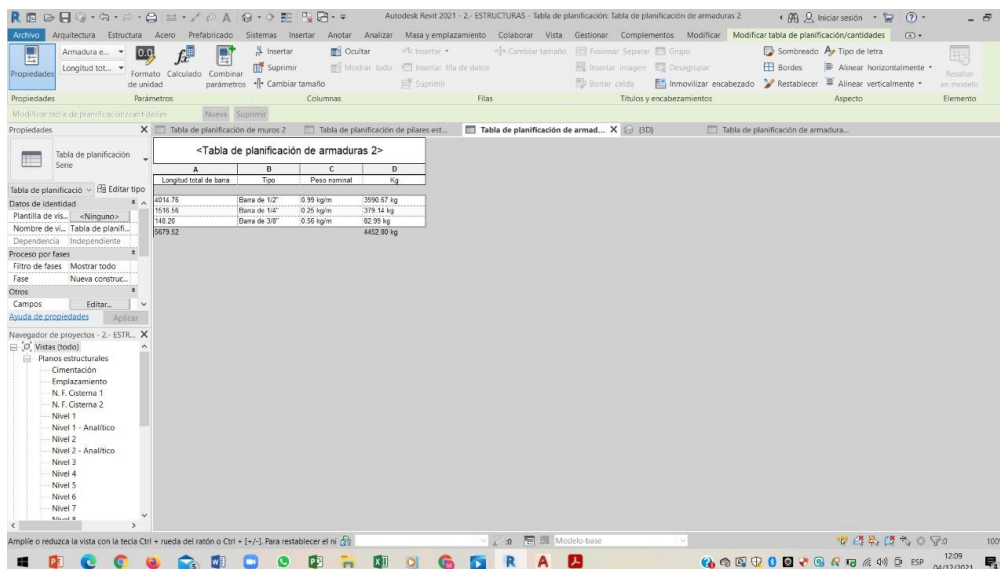 Autodesk Revit 2021 - 2.- ESTRUCTURAS - Tabla de planificación: Tabla de planificación de armaduras 2
Iniciar sesión
Archivo Arquitectura Estructura Acero Prefabricado Sistemas Insertar Anotar Analizar Masa y emplazamiento Colaborar Vista Gestionar Complementos Modificar Modificar tabla de planificación/cantidades
Propiedades
Armadura e...
Longitud tot...
Formato de unidad
Calculado
Combinar parámetros
Insertar
Suprimir
Cambiar tamaño
Ocultar
Mostrar todo
Insertar
Insertar fila de datos
Suprimir
Cambiar tamaño
Fusionar Separar Grupo
Insertar imagen Desagrupar
Borrar celda Inmovilizar encabezado
Sombreado Tipo de letra
Bordes Alinear horizontalmente
Restablecer Alinear verticalmente
Resaltar en modelo
Propiedades Parámetros Columnas Filas Títulos y encabezamientos Aspecto Elemento
Modificar tabla de planificación/cantidades Nueva Suprimir
Propiedades
Tabla de planificación de muros 2
Tabla de planificación de pilares est...
Tabla de planificación de armad...
{3D}
Tabla de planificación de armadura...
Tabla de planificación
Serie
Tabla de planificació
Editar tipo
Datos de identidad
Plantilla de vis... <Ninguno>
Nombre de vi... Tabla de planifi...
Dependencia Independiente
Proceso por fases
Filtro de fases Mostrar todo
Fase Nueva construc...
Otros
Campos Editar...
Ayuda de propiedades Aplicar
<Tabla de planificación de armaduras 2>
A B C D
Longitud total de barra Tipo Peso nominal Kg
4014.76 Barra de 1/2" 0.99 kg/m 3990.67 kg
1516.56 Barra de 1/4" 0.25 kg/m 379.14 kg
148.20 Barra de 3/8" 0.56 kg/m 82.99 kg
5679.52 4452.80 kg
Navegador de proyectos - 2.- ESTR...
Vistas (todo)
Planos estructurales
Cimentación
Emplazamiento
N. F. Cisterna 1
N. F. Cisterna 2
Nivel 1
Nivel 1 - Analítico
Nivel 2
Nivel 2 - Analítico
Nivel 3
Nivel 4
Nivel 5
Nivel 6
Nivel 7
Nivel 8
Amplíe o reduzca la vista con la tecla Ctrl + rueda del ratón o Ctrl + [+/-]. Para restablecer el ni
:0
Modelo base
:0
100%
ESP
12:09
04/12/2021